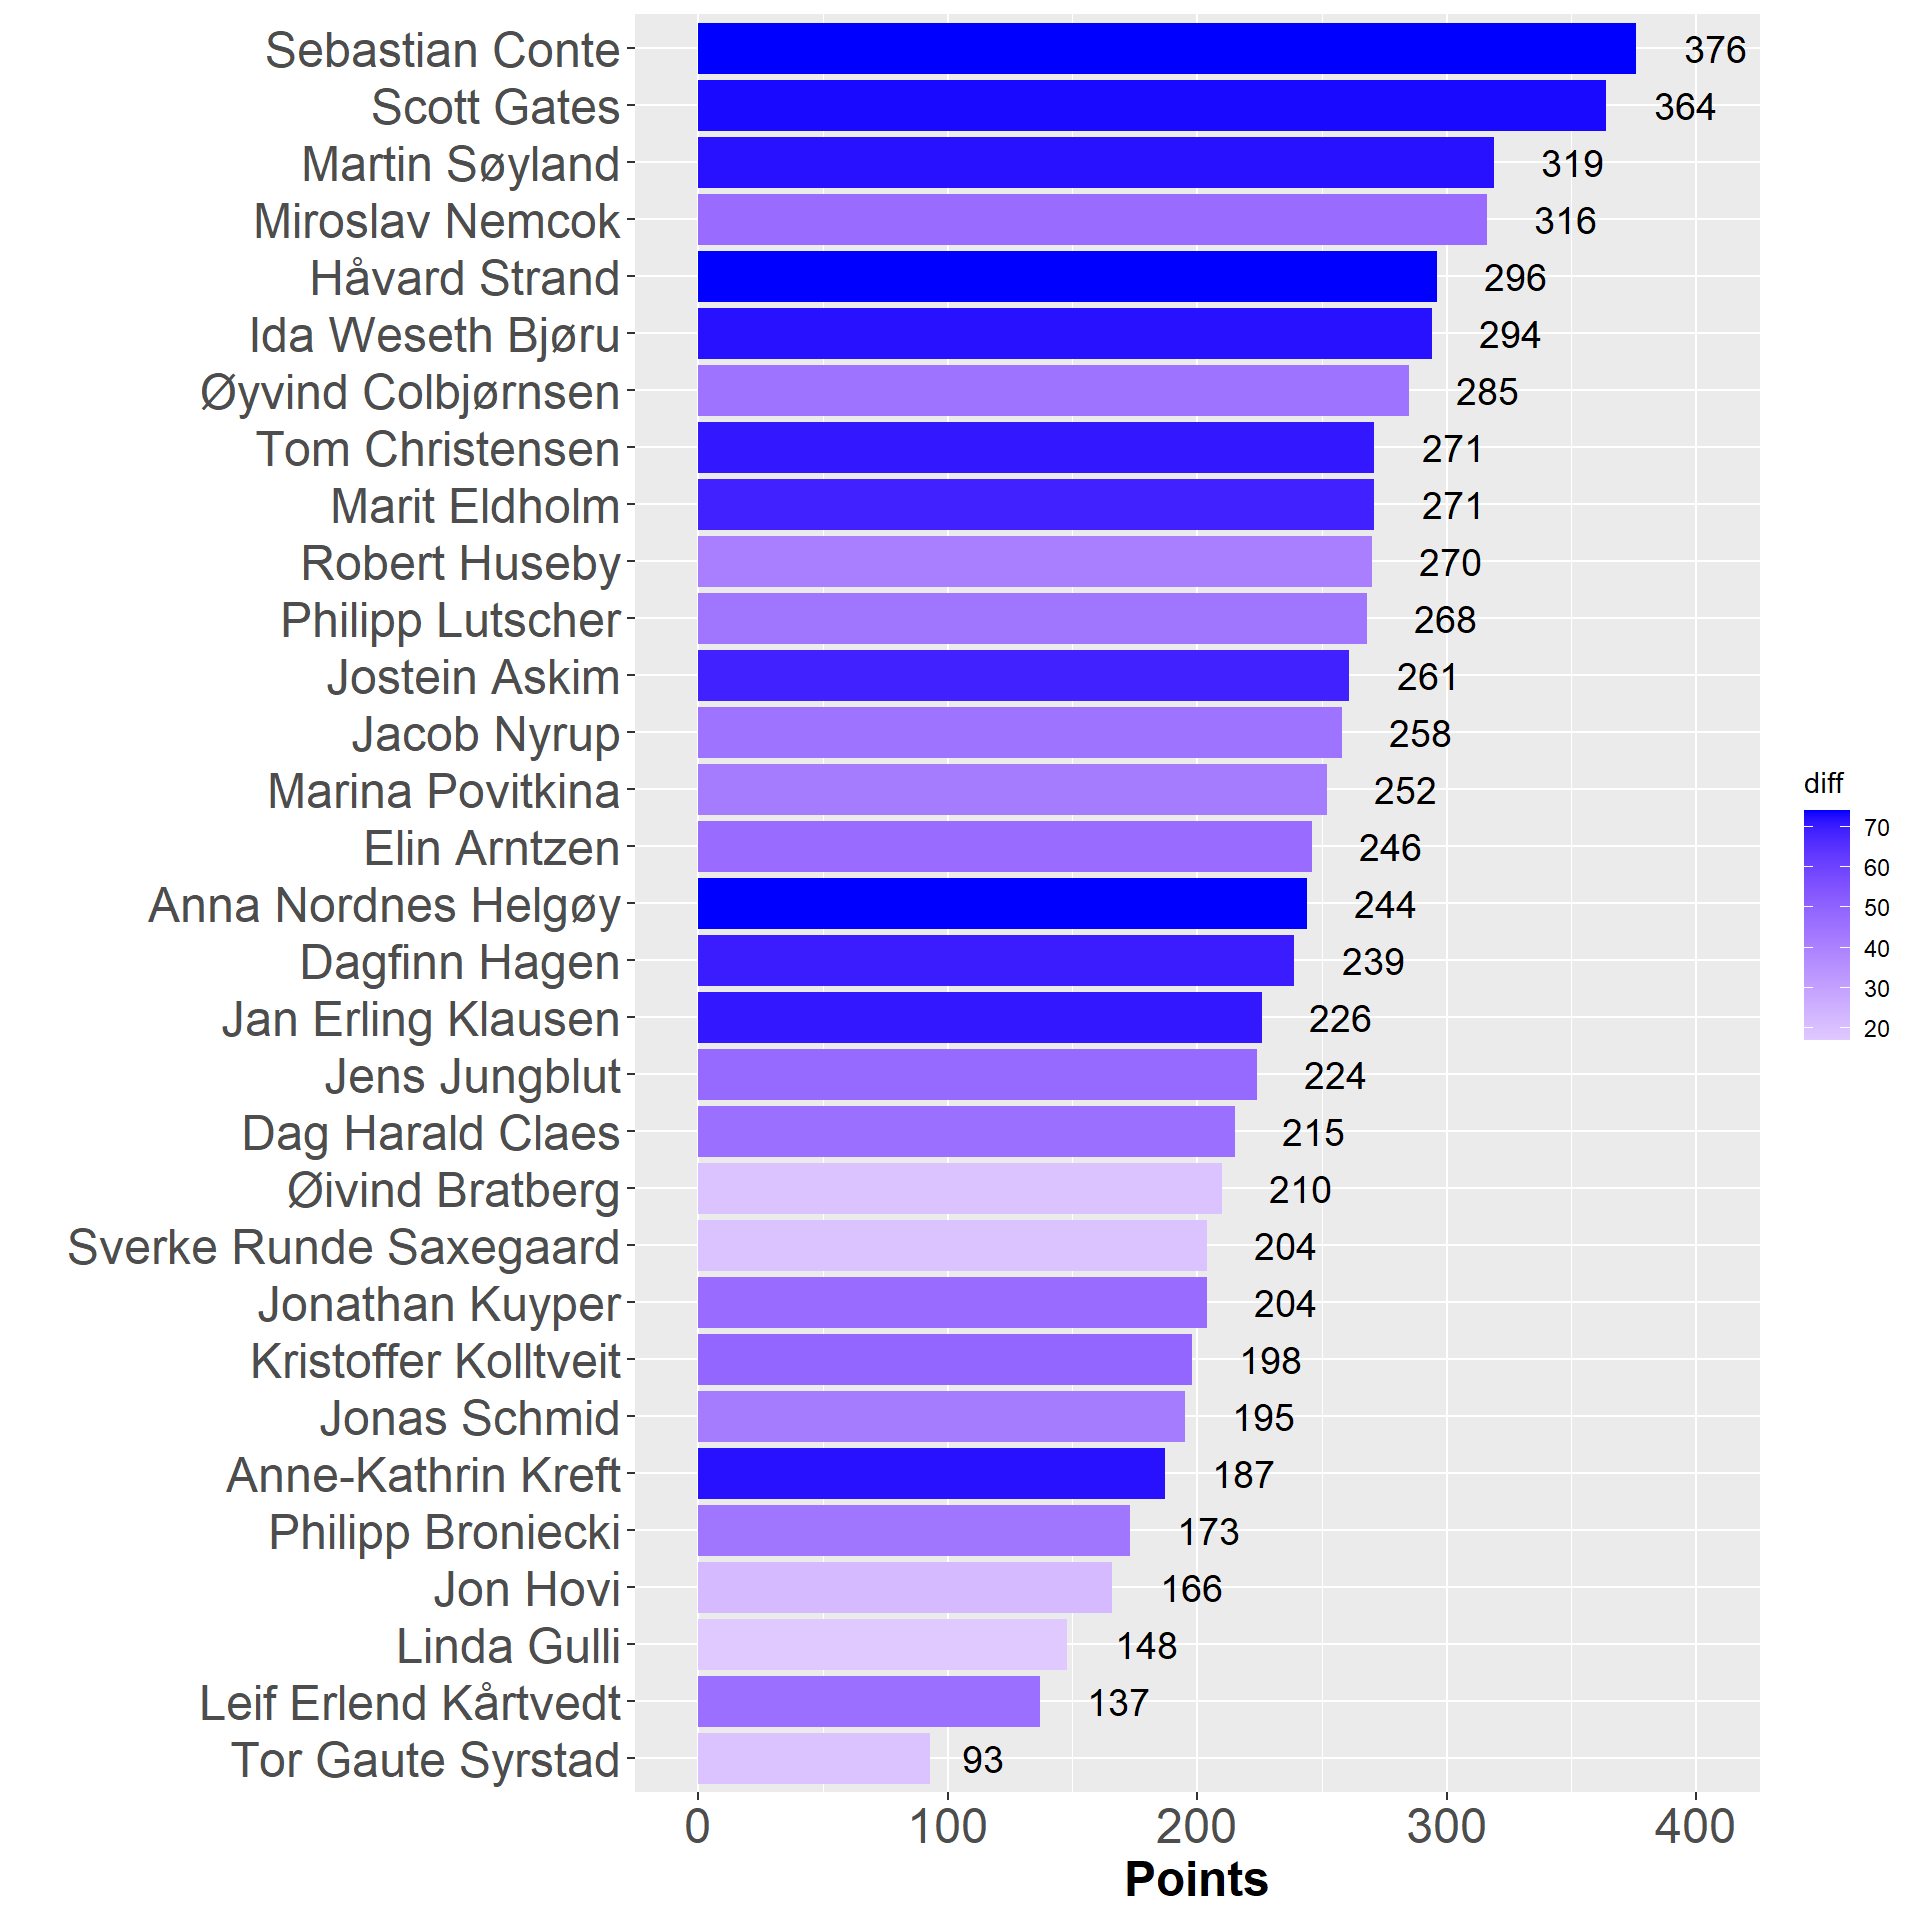 Sebastian Conte 376
Scott Gates 364
Martin Søyland 319
Miroslav Nemcok 316
Håvard Strand 296
Ida Weseth Bjøru 294
Øyvind Colbjørnsen 285
Tom Christensen 271
Marit Eldholm 271
Robert Huseby 270
Philipp Lutscher 268
Jostein Askim 261
Jacob Nyrup 258
Marina Povitkina 252
Elin Arntzen 246
Anna Nordnes Helgøy 244
Dagfinn Hagen 239
Jan Erling Klausen 226
Jens Jungblut 224
Dag Harald Claes 215
Øivind Bratberg 210
Sverke Runde Saxegaard 204
Jonathan Kuyper 204
Kristoffer Kolltveit 198
Jonas Schmid 195
Anne-Kathrin Kreft 187
Philipp Broniecki 173
Jon Hovi 166
Linda Gulli 148
Leif Erlend Kårtvedt 137
Tor Gaute Syrstad 93
0 100 200 300 400
Points
diff
70
60
50
40
30
20